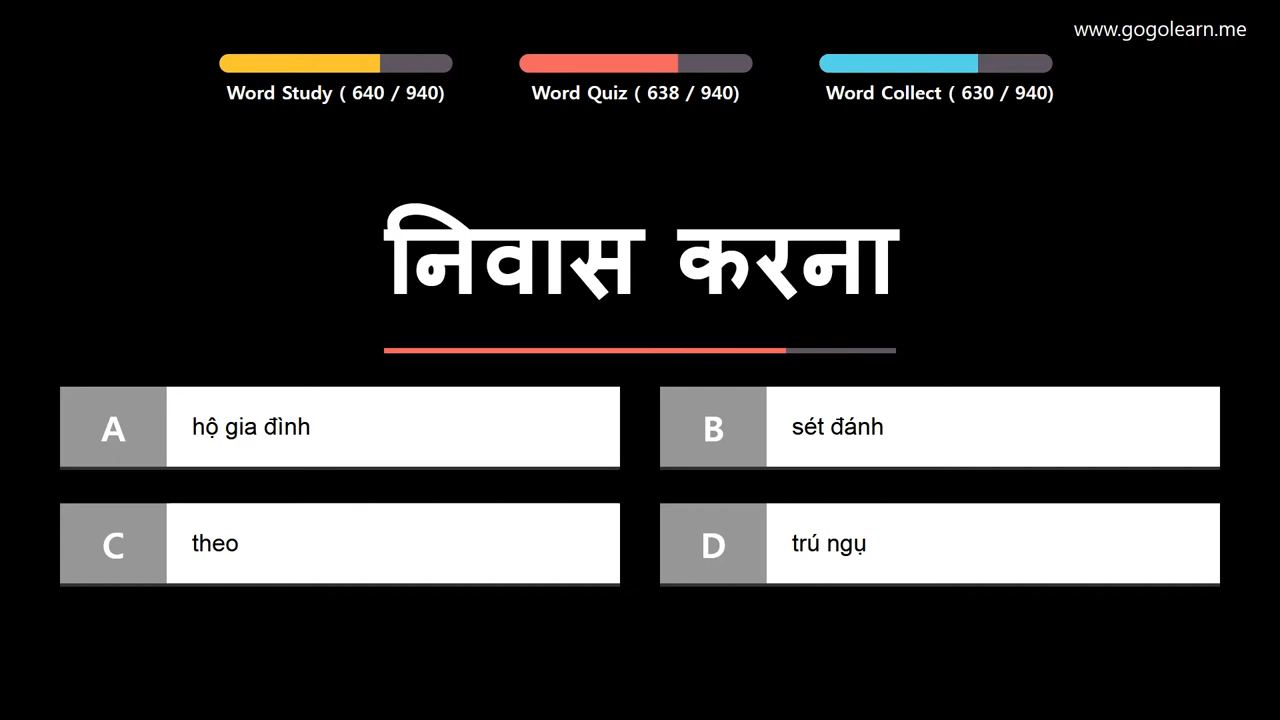 www.gogolearn.me
Word Study ( 640 / 940)
Word Quiz ( 638 / 940)
Word Collect ( 630 / 940)
निवास करना
A hộ gia đình
B sét đánh
C theo
D trú ngụ